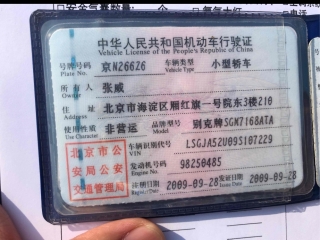 中华人民共和国机动车行驶证
Vehicle License of the People's Republic of China
号牌号码 京N26626 车辆类型 小型轿车
Plate No. Vehicle Type
所有人 张威
Owner
住址 北京市海淀区厢红旗一号院东3楼210
Address
使用性质 非营运 品牌型号 别克牌SGM7168ATA
Use Character
北京市公安局公安交通管理局
车辆识别代号 LSGJA52U09S107229
VIN
发动机号码 98250485
Engine No.
注册日期 2009-09-28 发证日期 2009-09-28
Register Date Issue Date